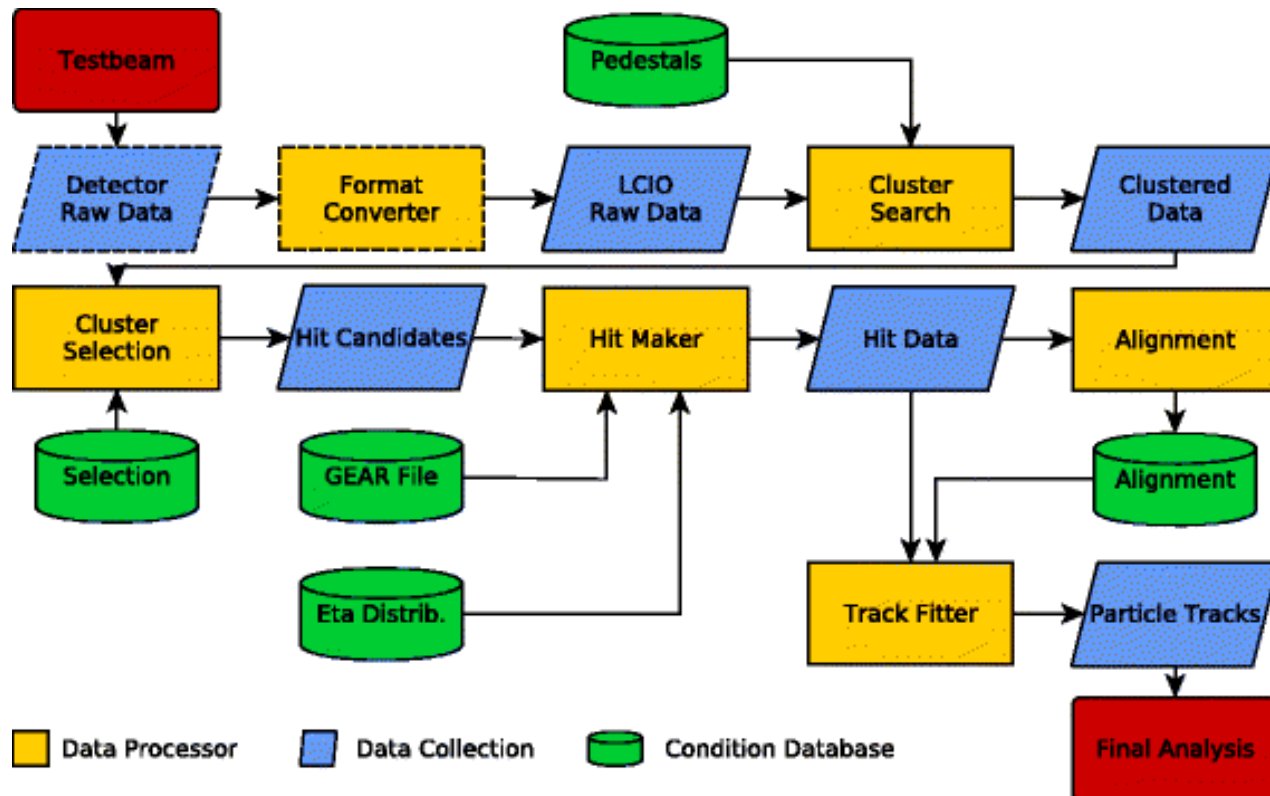 Testbeam
Pedestals
Detector
Raw Data
Format
Converter
LCIO
Raw Data
Cluster
Search
Clustered
Data
Cluster
Selection
Hit Candidates
Hit Maker
Hit Data
Alignment
Selection
GEAR File
Alignment
Eta Distrib.
Track Fitter
Particle Tracks
Data Processor
Data Collection
Condition Database
Final Analysis